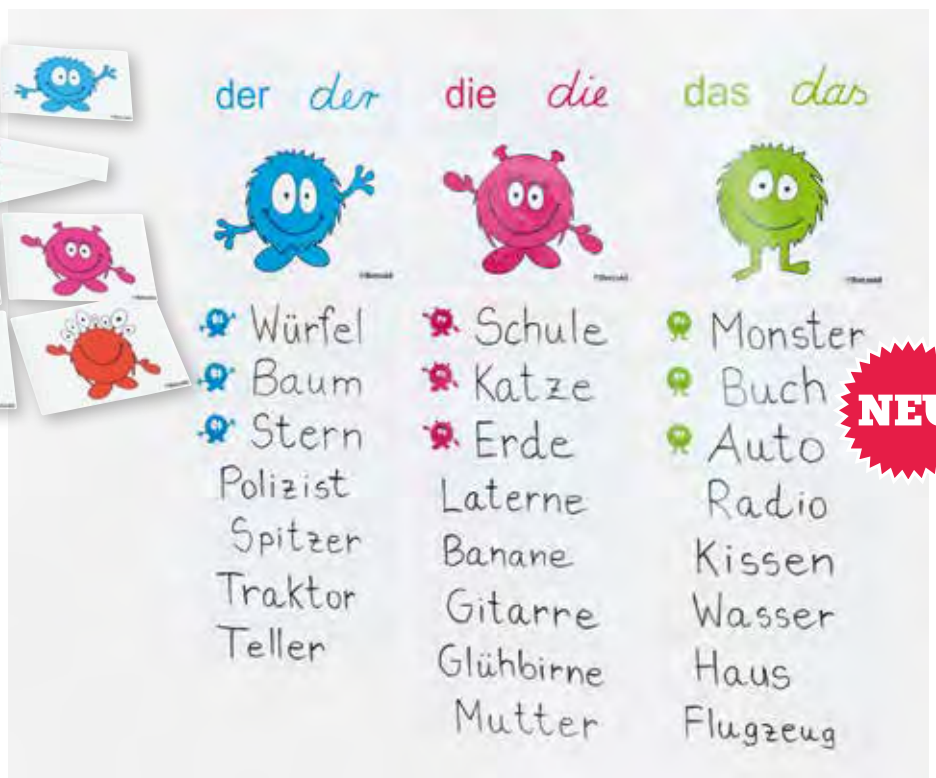 der der die die das das
Würfel Schule Monster
Baum Katze Buch
Stern Erde Auto
NEU
Polizist Laterne Radio
Spitzer Banane Kissen
Traktor Gitarre Wasser
Teller Glühbirne Haus
Mutter Flugzeug